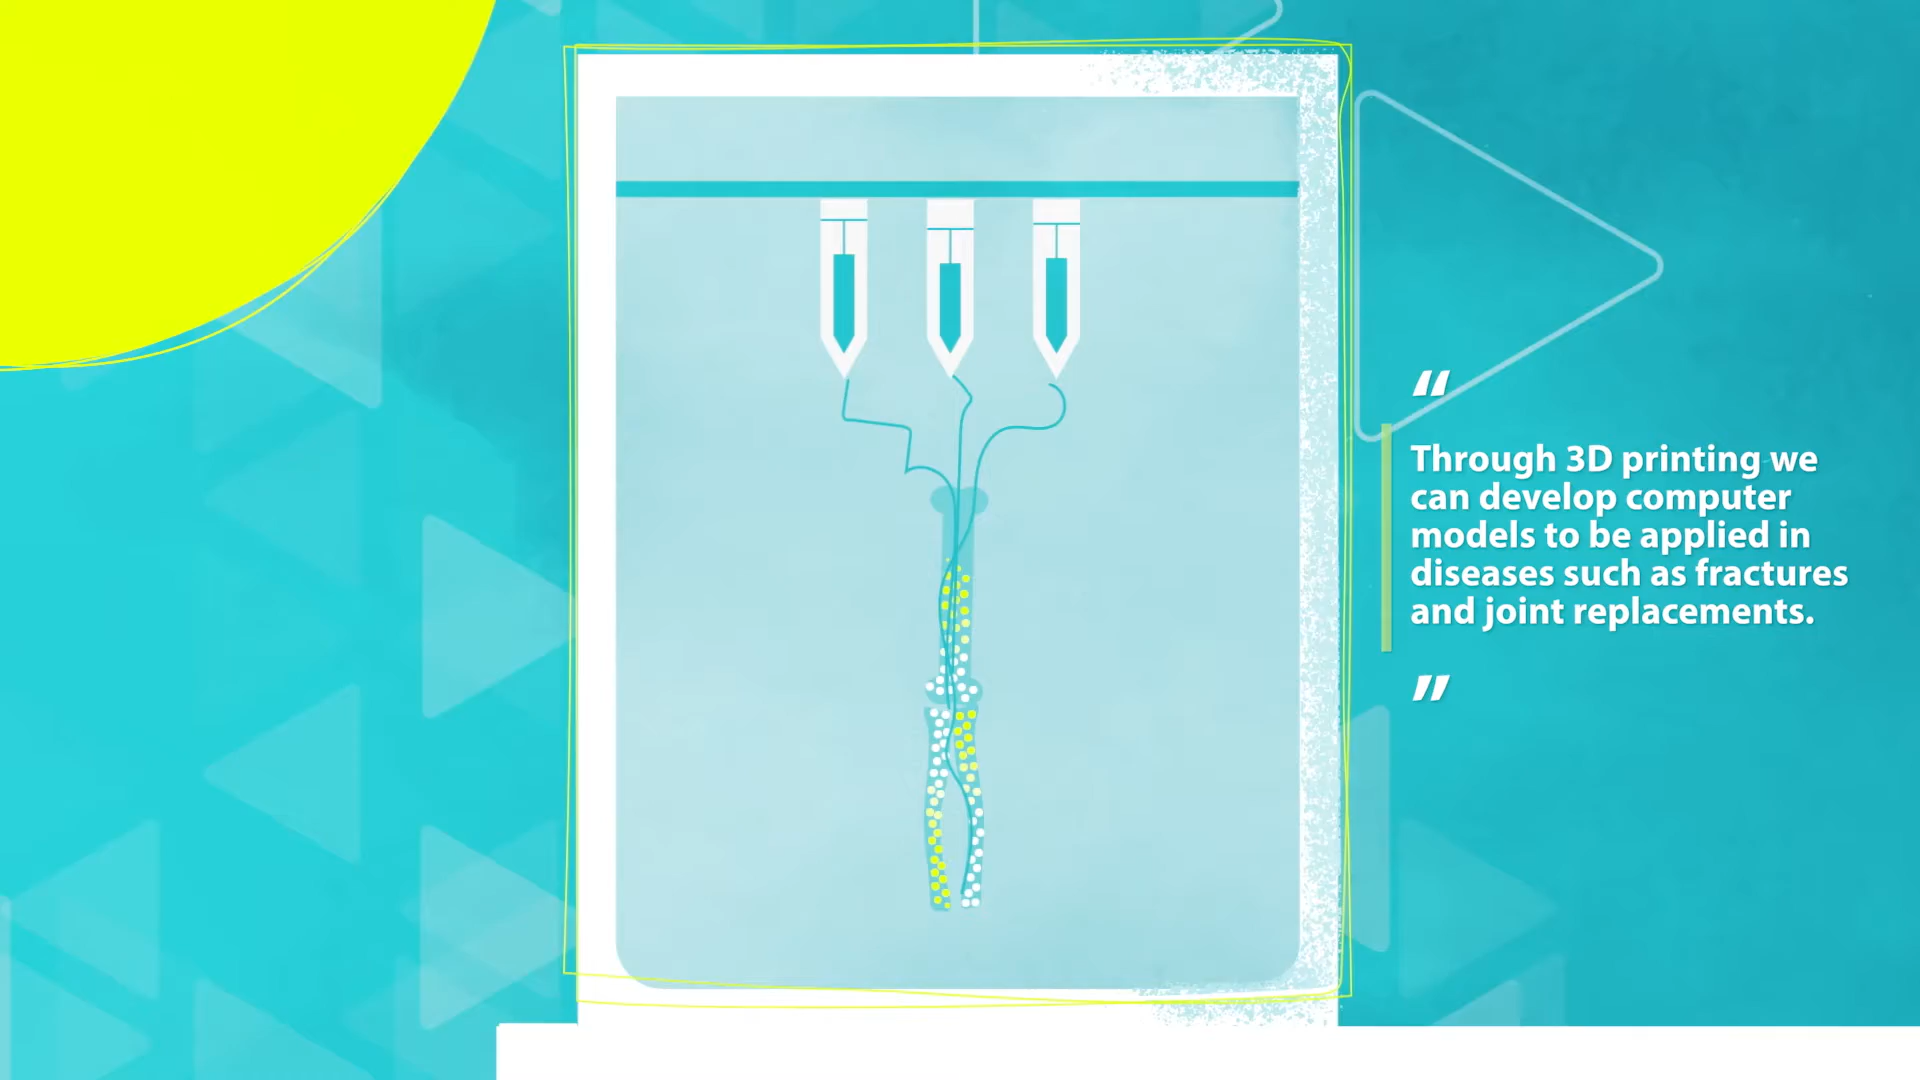 “
Through 3D printing we
can develop computer
models to be applied in
diseases such as fractures
and joint replacements.
”